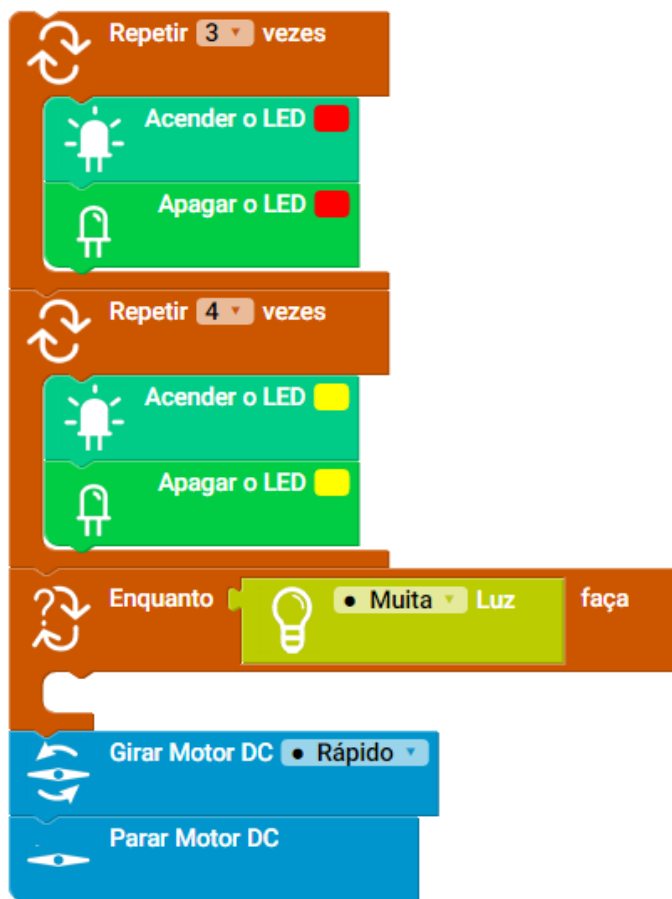 Repetir 3 vezes
Acender o LED
Apagar o LED
Repetir 4 vezes
Acender o LED
Apagar o LED
Enquanto • Muita Luz faça
Girar Motor DC • Rápido
Parar Motor DC